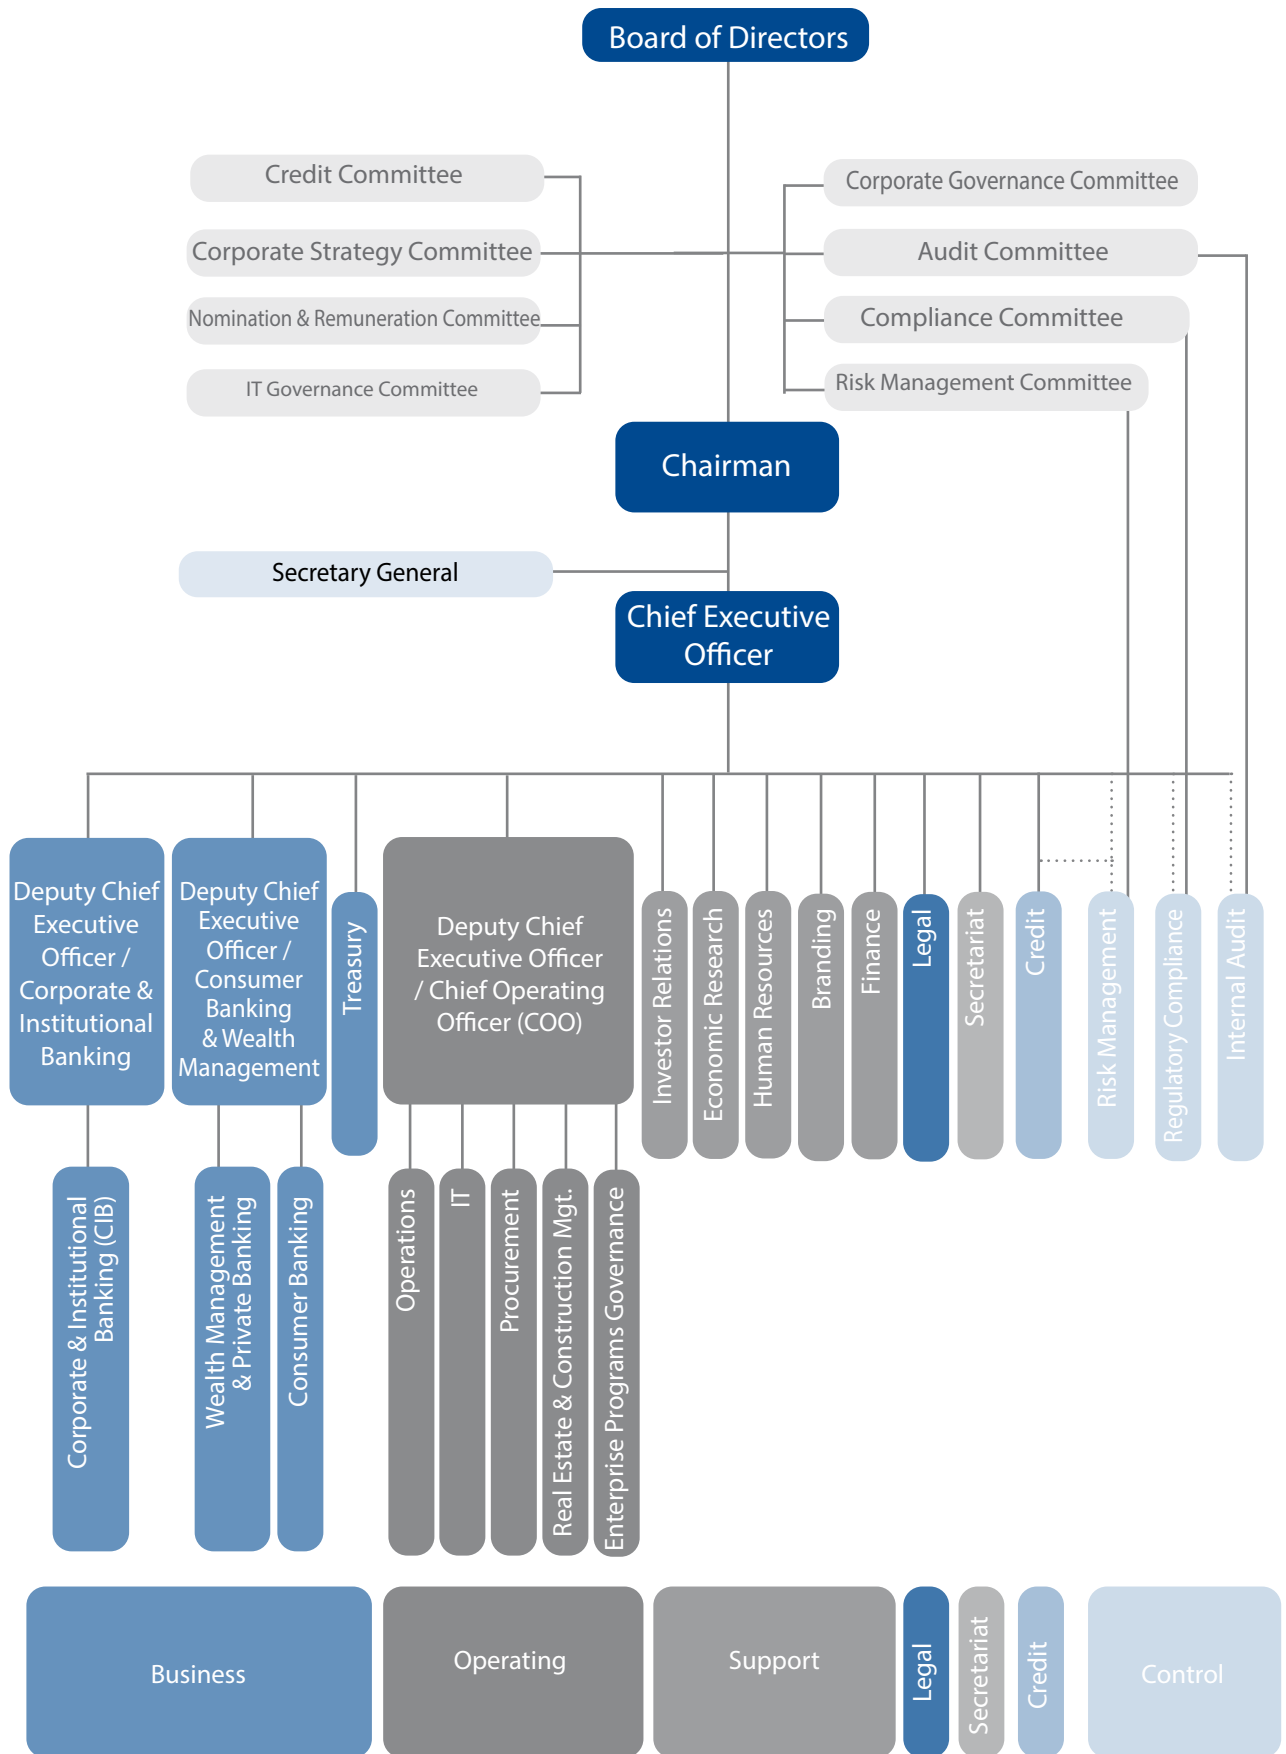 Board of Directors
Credit Committee
Corporate Strategy Committee
Nomination & Remuneration Committee
IT Governance Committee
Corporate Governance Committee
Audit Committee
Compliance Committee
Risk Management Committee
Chairman
Secretary General
Chief Executive
Officer
Deputy Chief
Executive
Officer /
Corporate &
Institutional
Banking
Deputy Chief
Executive
Officer /
Consumer
Banking
& Wealth
Management
Treasury
Deputy Chief
Executive Officer
/ Chief Operating
Officer (COO)
Investor Relations
Economic Research
Human Resources
Branding
Finance
Legal
Secretariat
Credit
Risk Management
Regulatory Compliance
Internal Audit
Corporate & Institutional
Banking (CIB)
Wealth Management
& Private Banking
Consumer Banking
Operations
IT
Procurement
Real Estate & Construction Mgt.
Enterprise Programs Governance
Business
Operating
Support
Legal
Secretariat
Credit
Control